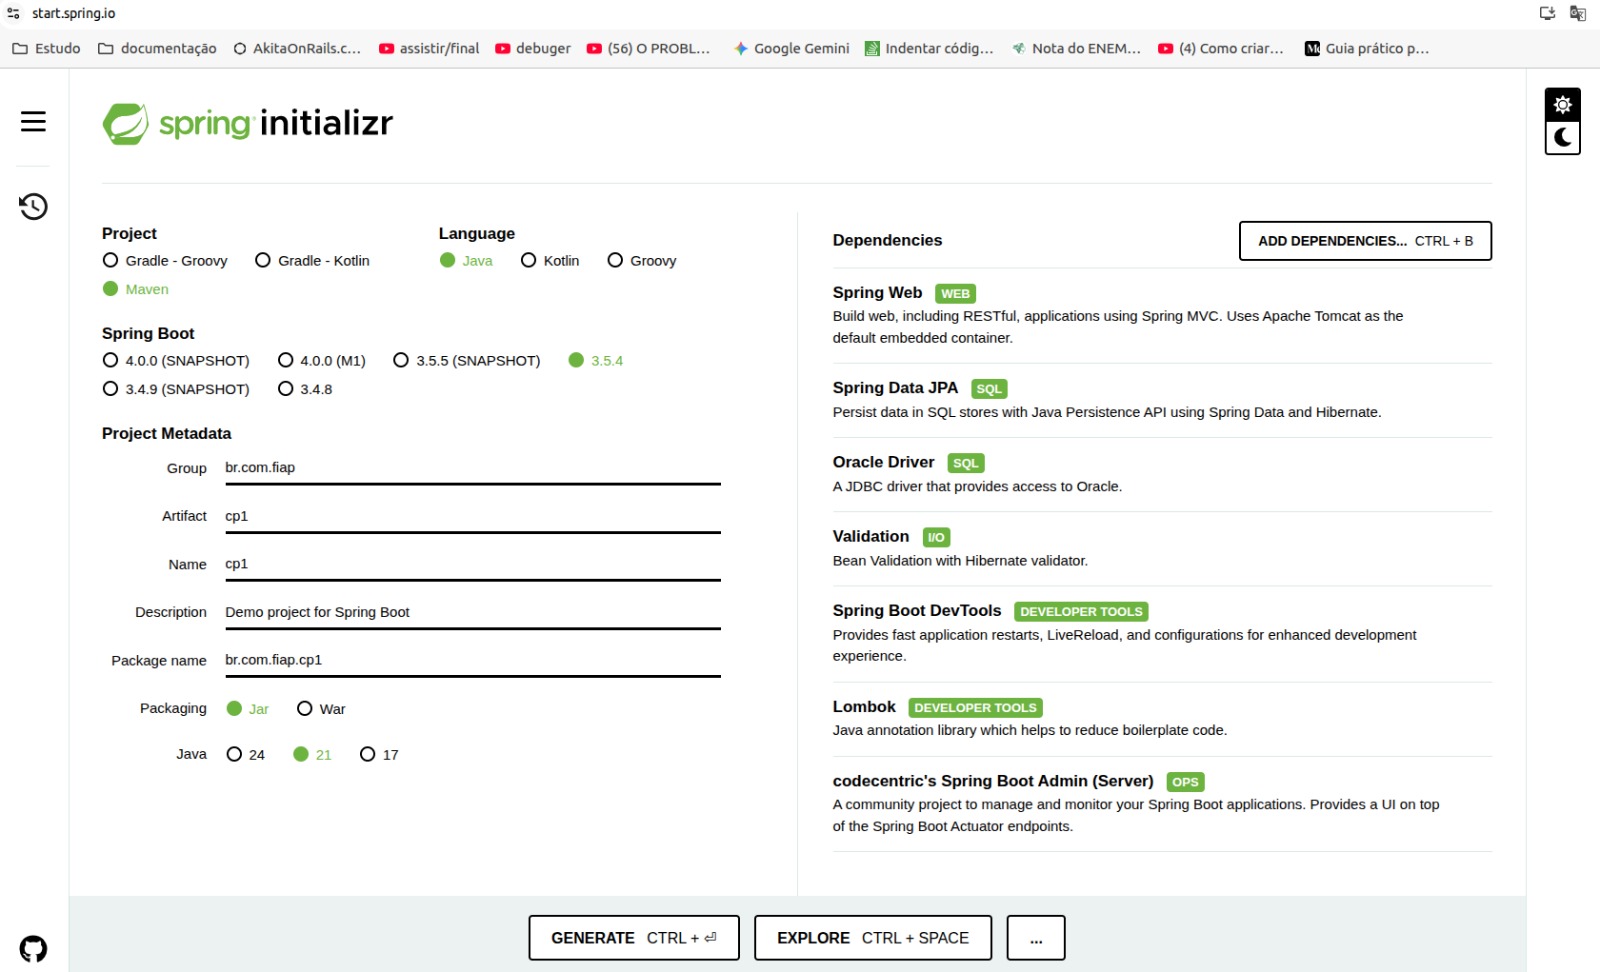 start.spring.io
Estudo documentação AkitaOnRails.c... assistir/final debuger (56) O PROBL... Google Gemini Indentar códig... Nota do ENEM... (4) Como criar... Guia prático p...
spring initializr
Project
Gradle - Groovy Gradle - Kotlin
Maven
Language
Java Kotlin Groovy
Spring Boot
4.0.0 (SNAPSHOT) 4.0.0 (M1) 3.5.5 (SNAPSHOT) 3.5.4
3.4.9 (SNAPSHOT) 3.4.8
Project Metadata
Group br.com.fiap
Artifact cp1
Name cp1
Description Demo project for Spring Boot
Package name br.com.fiap.cp1
Packaging Jar War
Java 24 21 17
Dependencies ADD DEPENDENCIES... CTRL + B
Spring Web WEB
Build web, including RESTful, applications using Spring MVC. Uses Apache Tomcat as the
default embedded container.
Spring Data JPA SQL
Persist data in SQL stores with Java Persistence API using Spring Data and Hibernate.
Oracle Driver SQL
A JDBC driver that provides access to Oracle.
Validation I/O
Bean Validation with Hibernate validator.
Spring Boot DevTools DEVELOPER TOOLS
Provides fast application restarts, LiveReload, and configurations for enhanced development
experience.
Lombok DEVELOPER TOOLS
Java annotation library which helps to reduce boilerplate code.
codecentric's Spring Boot Admin (Server) OPS
A community project to manage and monitor your Spring Boot applications. Provides a UI on top
of the Spring Boot Actuator endpoints.
GENERATE CTRL + ⏎ EXPLORE CTRL + SPACE ...